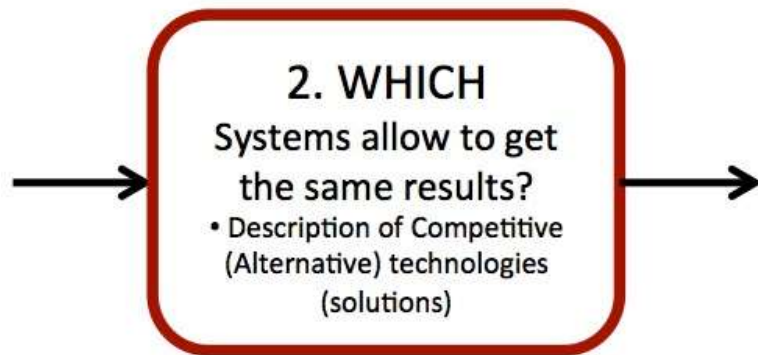 2. WHICH
Systems allow to get
the same results?
• Description of Competitive
(Alternative) technologies
(solutions)